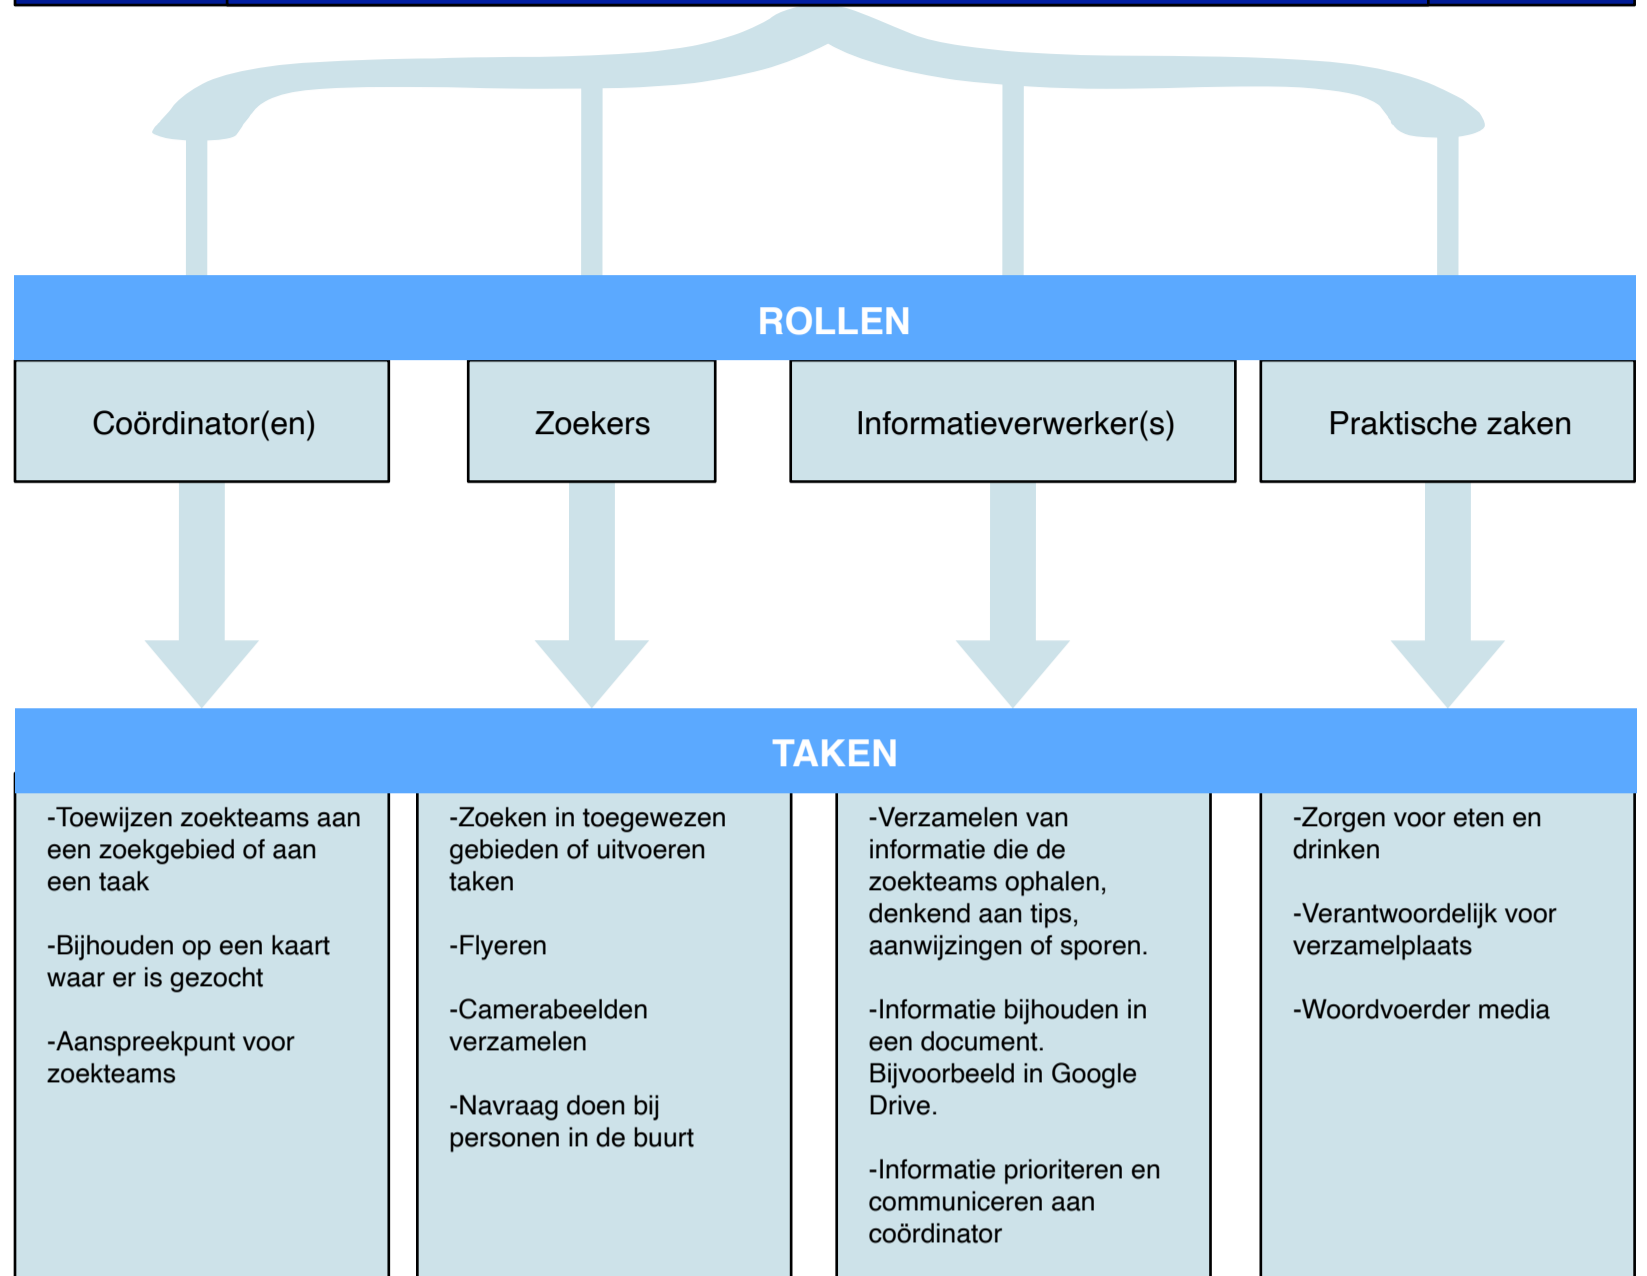 ROLLEN
Coördinator(en)
Zoekers
Informatieverwerker(s)
Praktische zaken
TAKEN
-Toewijzen zoekteams aan
een zoekgebied of aan
een taak
-Bijhouden op een kaart
waar er is gezocht
-Aanspreekpunt voor
zoekteams
-Zoeken in toegewezen
gebieden of uitvoeren
taken
-Flyeren
-Camerabeelden
verzamelen
-Navraag doen bij
personen in de buurt
-Verzamelen van
informatie die de
zoekteams ophalen,
denkend aan tips,
aanwijzingen of sporen.
-Informatie bijhouden in
een document.
Bijvoorbeeld in Google
Drive.
-Informatie prioriteren en
communiceren aan
coördinator
-Zorgen voor eten en
drinken
-Verantwoordelijk voor
verzamelplaats
-Woordvoerder media